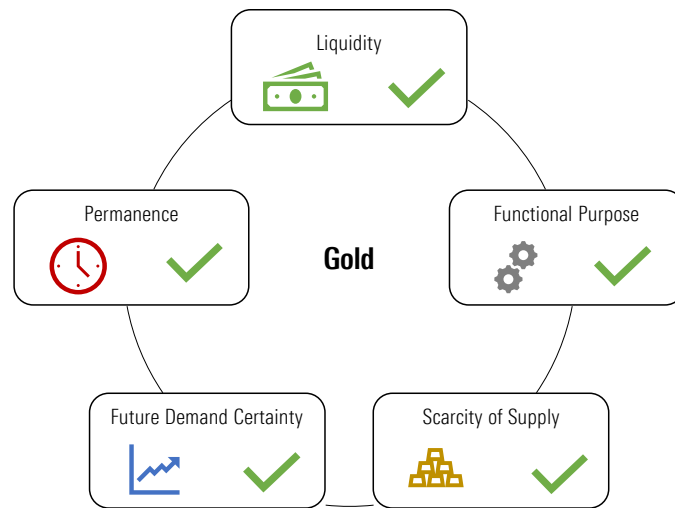 Liquidity
Permanence
Functional Purpose
Gold
Future Demand Certainty
Scarcity of Supply